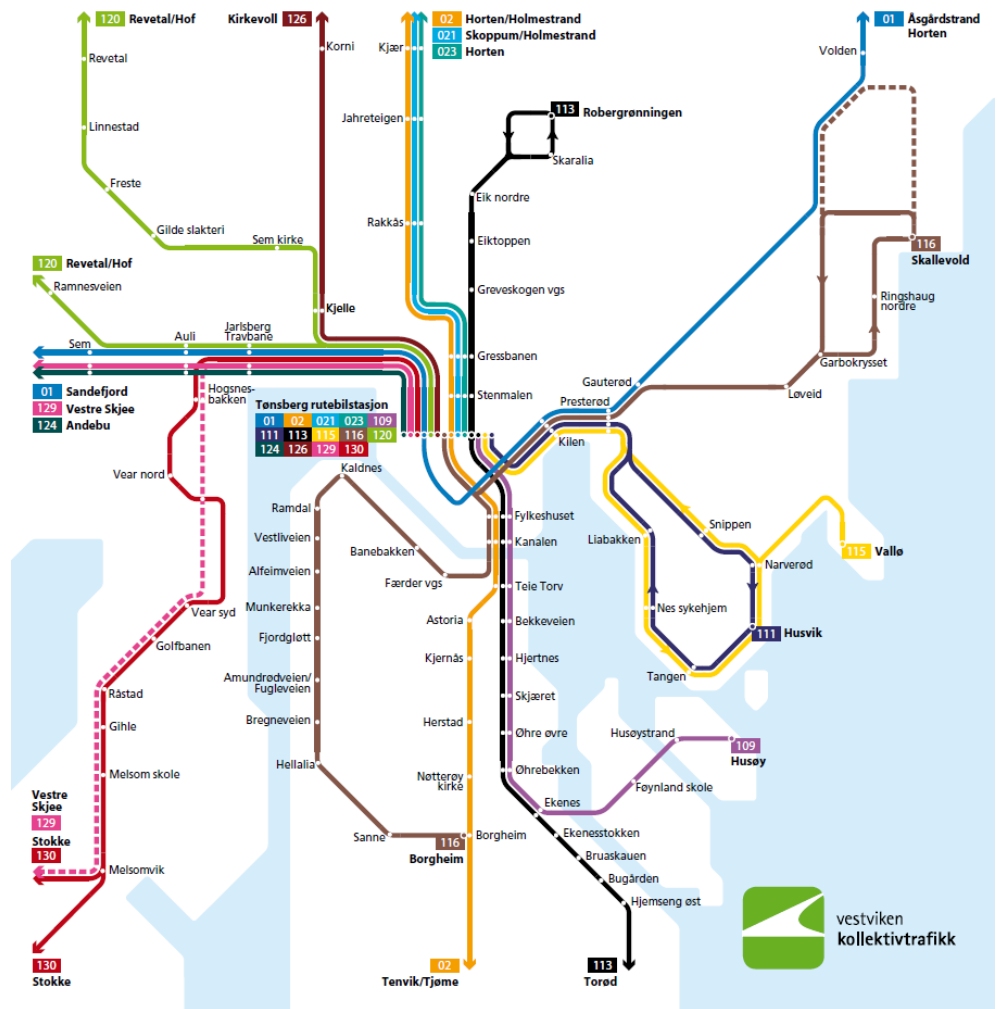 120 Revetal/Hof
Kirkevoll 126
02 Horten/Holmestrand
021 Skoppum/Holmestrand
023 Horten
01 Åsgårdstrand
Horten
Revetal
Korni
Kjær
Volden
Linnestad
Jahreteigen
113 Robergrønningen
Skaralia
Freste
Eik nordre
Gilde slakteri
Sem kirke
Rakkås
Eiktoppen
116
Skallevold
120 Revetal/Hof
Ramnesveien
Greveskogen vgs
Ringshaug
nordre
Kjelle
Sem
Auli
Jarlsberg
Travbane
Gressbanen
Garbokrysset
Gauterød
Løveid
01 Sandefjord
129 Vestre Skjee
124 Andebu
Hogsnes-
bakken
Stenmalen
Presterød
Tønsberg rutebilstasjon
01 02 021 023 109
111 113 115 116 120
124 126 129 130
Kilen
Kaldnes
Vear nord
Ramdal
Fylkeshuset
Snippen
Vestliveien
Banebakken
Kanalen
Liabakken
115 Vallø
Alfeimveien
Færder vgs
Teie Torv
Narverød
Munkerekka
Vear syd
Astoria
Bekkeveien
Nes sykehjem
111 Husvik
Golfbanen
Fjordgløtt
Kjernås
Hjertnes
Tangen
Amundrødveien/
Fugleveien
Råstad
Skjæret
Gihle
Bregneveien
Herstad
Øhre øvre
Husøystrand
109
Husøy
Hellalia
Øhrebekken
Melsom skole
Nøtterøy
kirke
Føynland skole
Vestre
Skjee
129
Ekenes
Stokke
130
Sanne
Borgheim
116
Borgheim
Ekenesstokken
Bruaskauen
Melsomvik
Bugården
Hjemseng øst
vestviken
kollektivtrafikk
130
Stokke
02
Tenvik/Tjøme
113
Torød